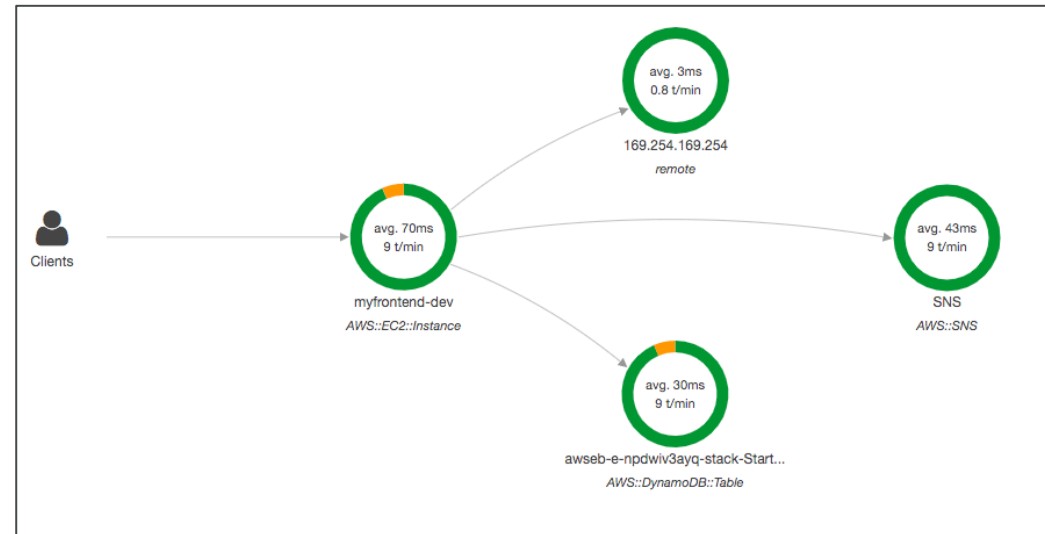 avg. 3ms
0.8 t/min
169.254.169.254
remote
Clients
avg. 70ms
9 t/min
myfrontend-dev
AWS::EC2::Instance
avg. 43ms
9 t/min
SNS
AWS::SNS
avg. 30ms
9 t/min
awseb-e-npdwiv3ayq-stack-Start...
AWS::DynamoDB::Table